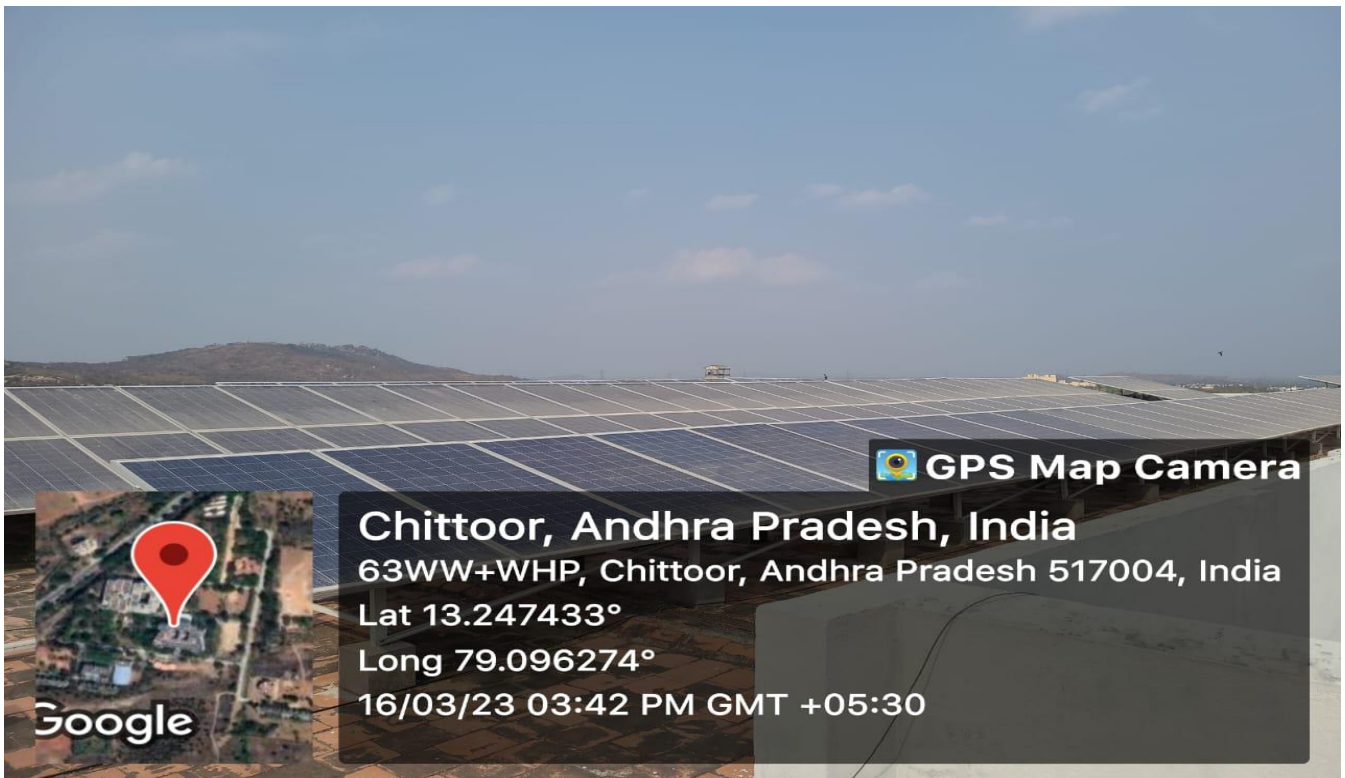 GPS Map Camera
Chittoor, Andhra Pradesh, India
63WW+WHP, Chittoor, Andhra Pradesh 517004, India
Lat 13.247433°
Long 79.096274°
16/03/23 03:42 PM GMT +05:30
Google